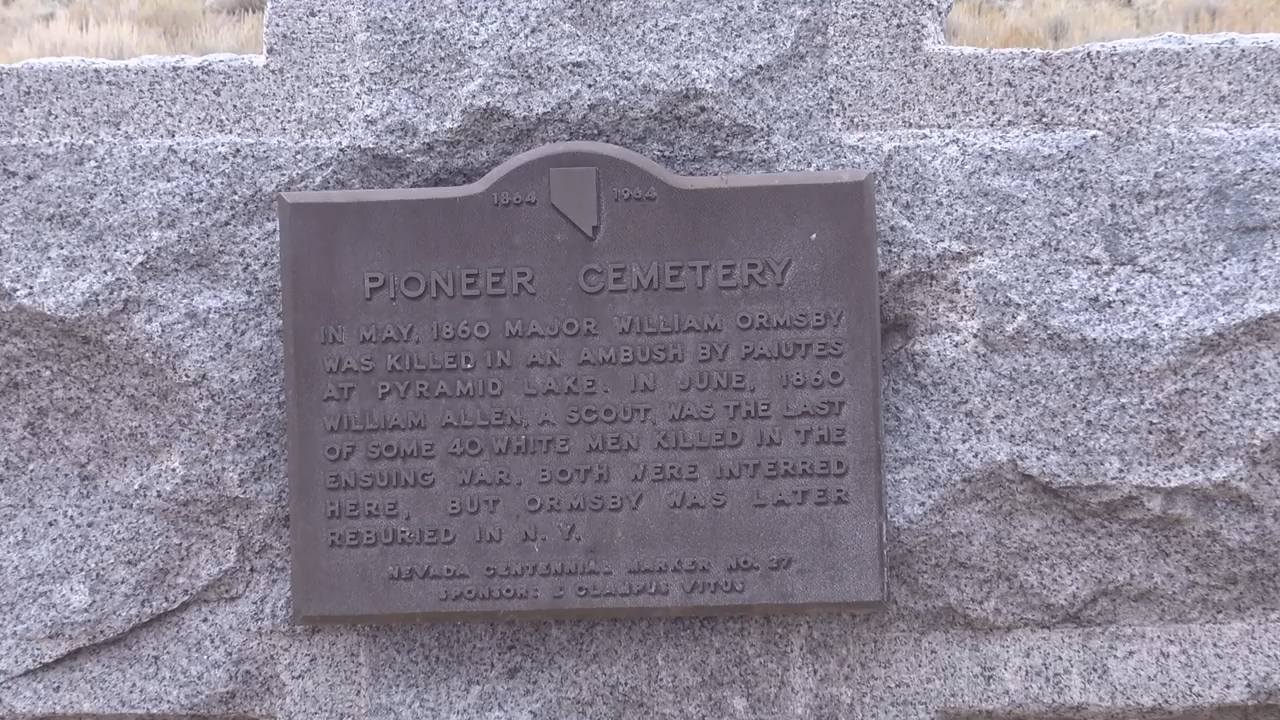 1864 1964
PIONEER CEMETERY
IN MAY, 1860 MAJOR WILLIAM ORMSBY
WAS KILLED IN AN AMBUSH BY PAIUTES
AT PYRAMID LAKE. IN JUNE, 1860
WILLIAM ALLEN, A SCOUT, WAS THE LAST
OF SOME 40 WHITE MEN KILLED IN THE
ENSUING WAR. BOTH WERE INTERRED
HERE, BUT ORMSBY WAS LATER
REBURIED IN N. Y.
NEVADA CENTENNIAL MARKER NO. 27
SPONSOR: E CLAMPUS VITUS